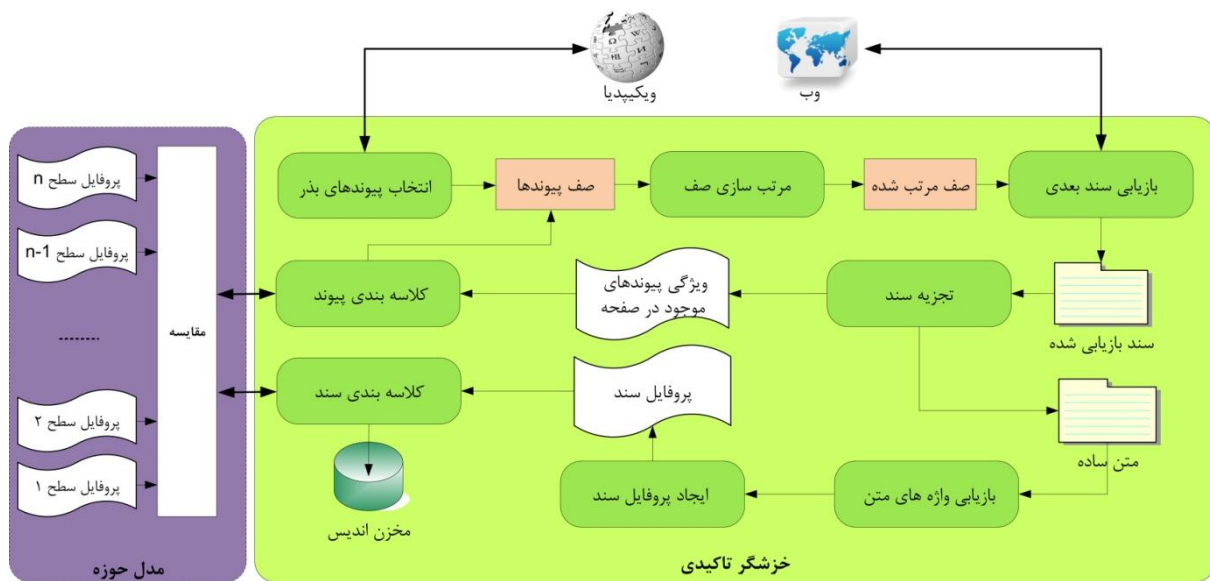 ویکیپدیا
وب
پروفایل سطح n
پروفایل سطح n-1
........
پروفایل سطح ۲
پروفایل سطح ۱
مقایسه
مدل حوزه
انتخاب پیوندهای بذر
صف پیوندها
مرتب سازی صف
صف مرتب شده
بازیابی سند بعدی
سند بازیابی شده
تجزیه سند
ویژگی پیوندهای
موجود در صفحه
کلاسه بندی پیوند
متن ساده
بازیابی واژه های متن
ایجاد پروفایل سند
پروفایل سند
کلاسه بندی سند
مخزن اندیس
خزشگر تاکیدی